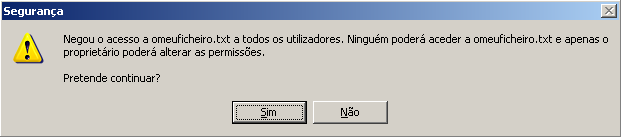 Segurança
Negou o acesso a omeuficheiro.txt a todos os utilizadores. Ninguém poderá aceder a omeuficheiro.txt e apenas o
proprietário poderá alterar as permissões.
Pretende continuar?
Sim
Não